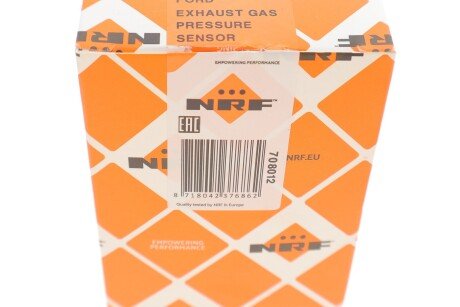 FORD
EXHAUST GAS
PRESSURE
SENSOR
EMPOWERING PERFORMANCE
NRF™
EAC
708012
8 718042 376862
Quality tested by NRF in Europe
NRF
NRF.EU
EMPOWERING
PERFORMANCE
NRF